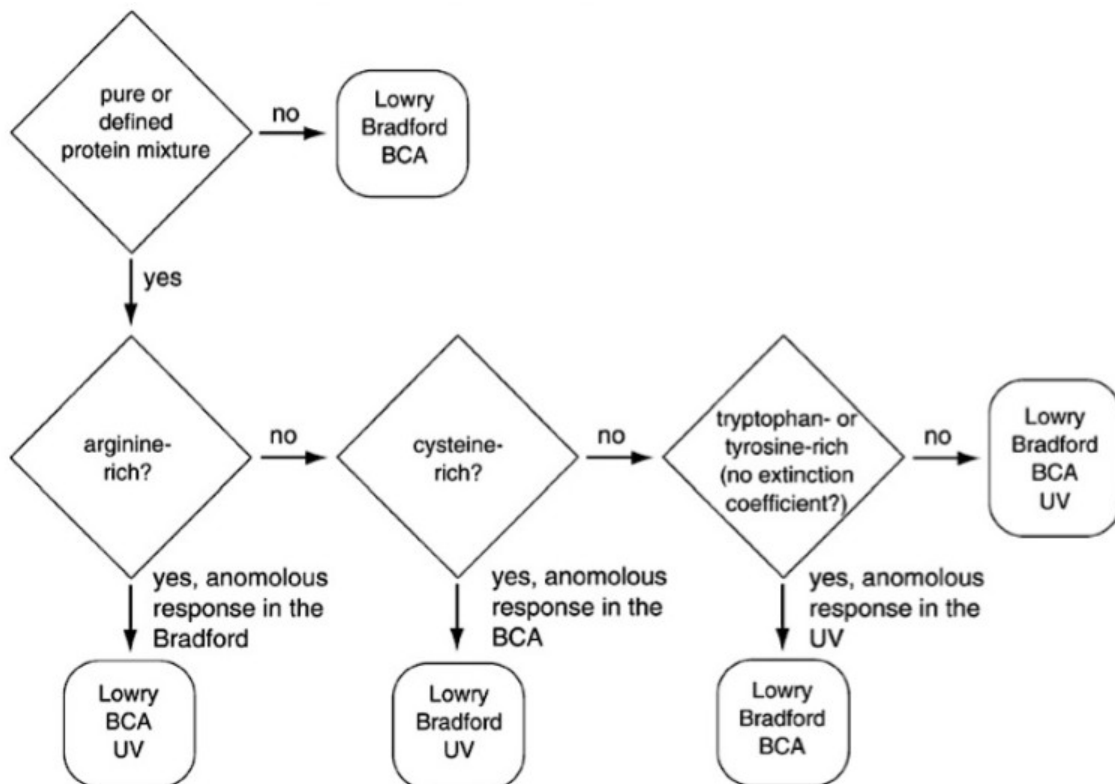 pure or
defined
protein mixture
no
Lowry
Bradford
BCA
yes
arginine-
rich?
no
cysteine-
rich?
no
tryptophan- or
tyrosine-rich
(no extinction
coefficient?)
no
Lowry
Bradford
BCA
UV
yes, anomolous
response in the
Bradford
Lowry
BCA
UV
yes, anomolous
response in the
BCA
Lowry
Bradford
UV
yes, anomolous
response in the
UV
Lowry
Bradford
BCA